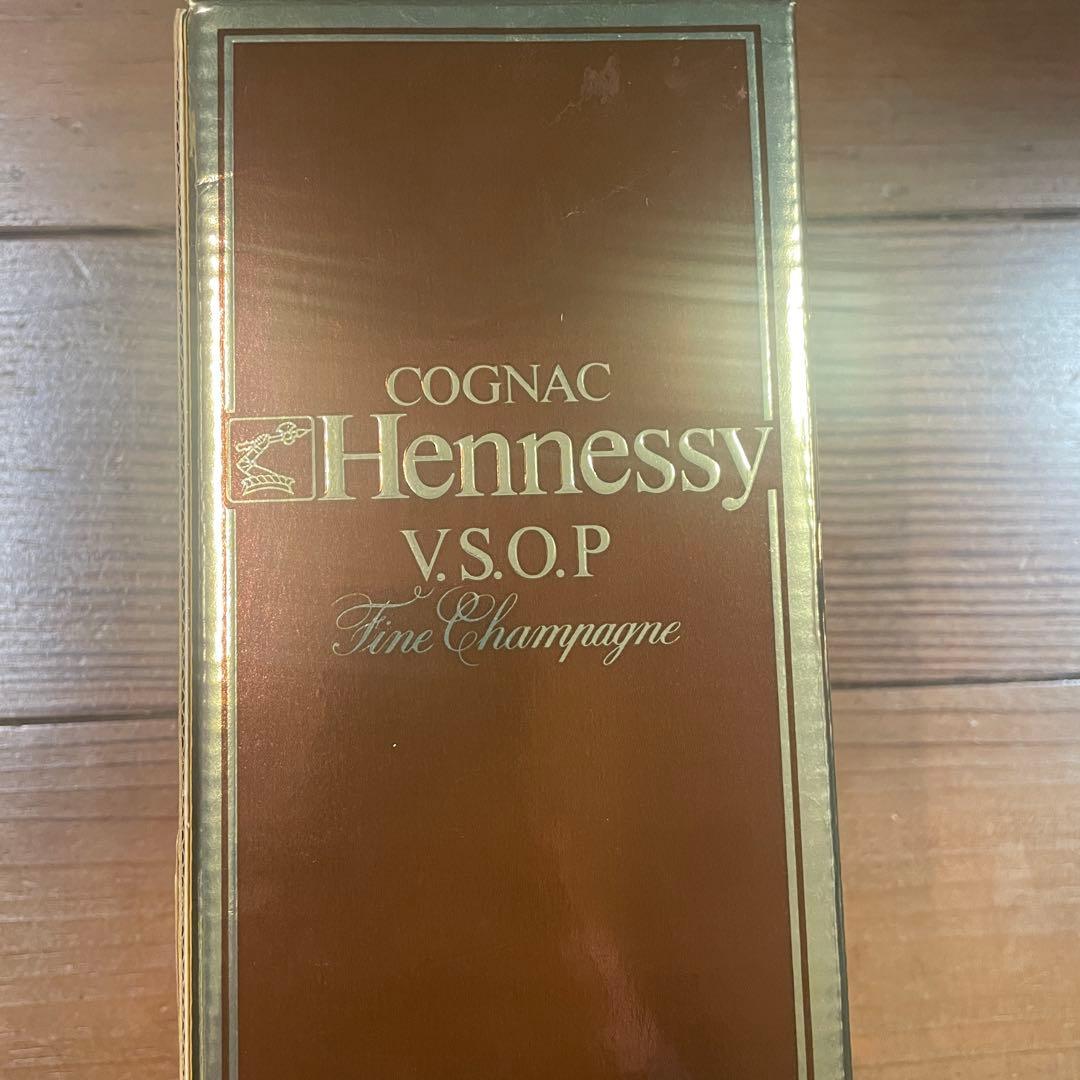 COGNAC
Hennessy
V.S.O.P
Fine Champagne